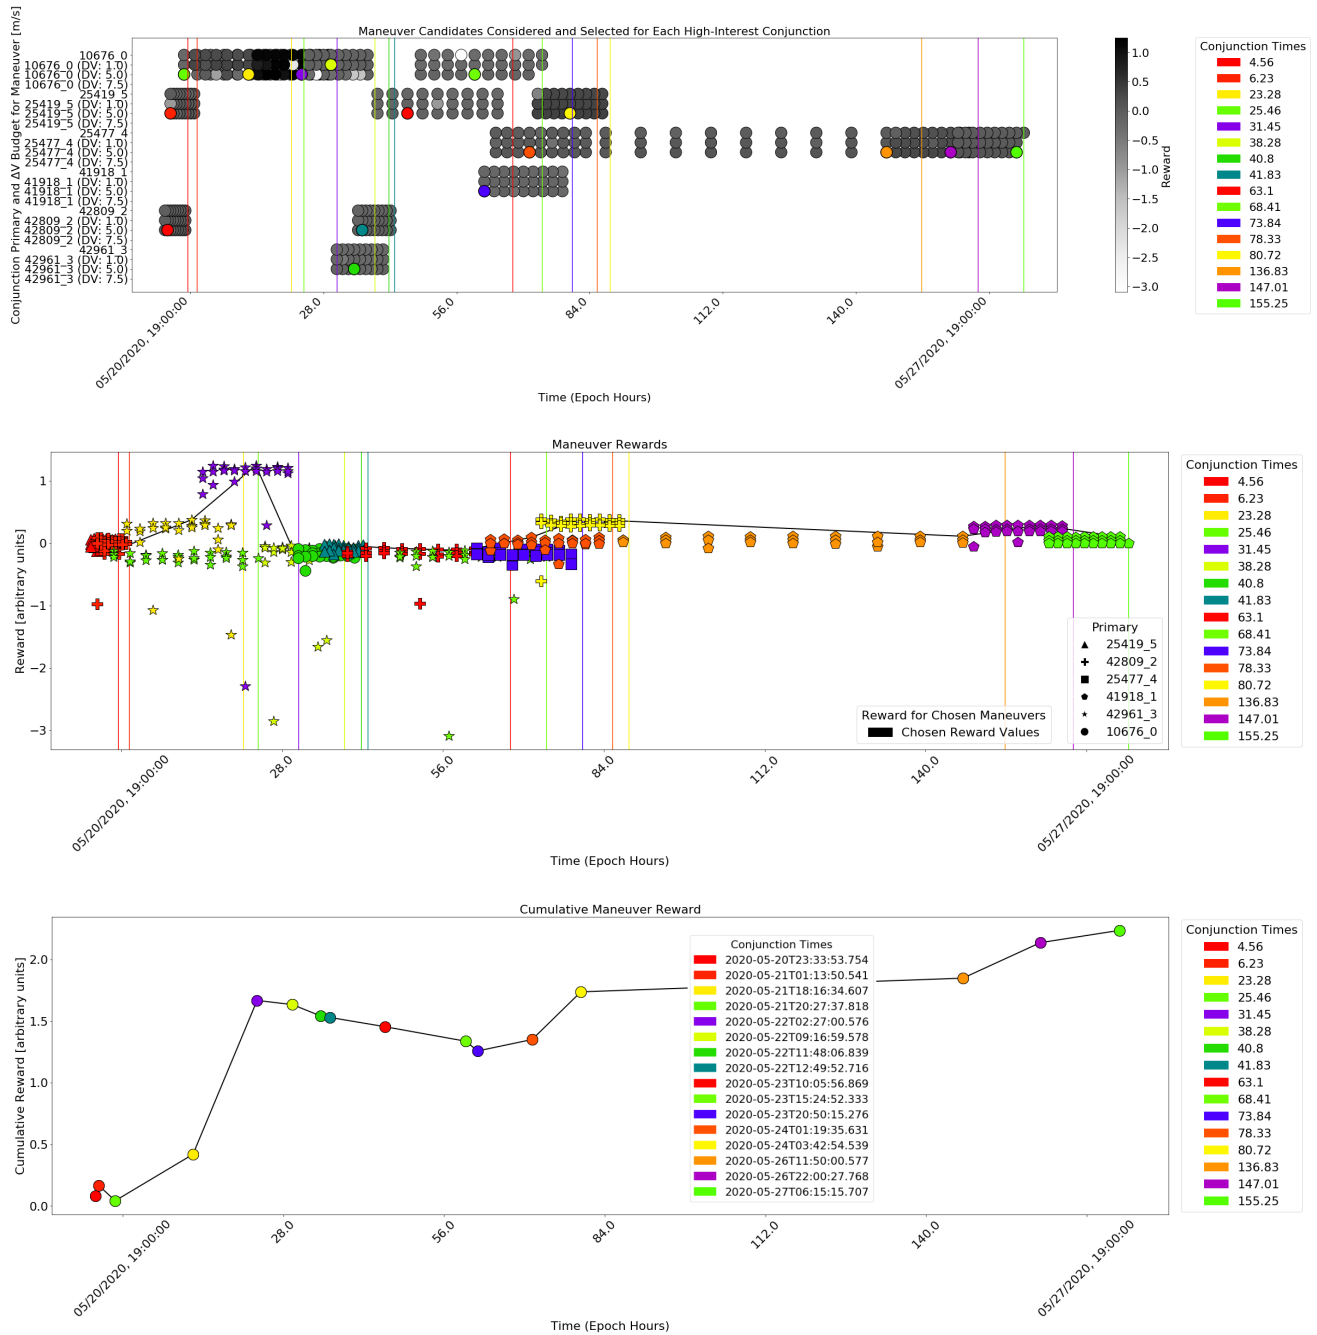 Maneuver Candidates Considered and Selected for Each High-Interest Conjunction
Conjunction Primary and ΔV Budget for Maneuver [m/s]
10676_0
10676_0 (DV: 1.0)
10676_0 (DV: 5.0)
10676_0 (DV: 7.5)
25419_5
25419_5 (DV: 1.0)
25419_5 (DV: 5.0)
25419_5 (DV: 7.5)
25477_4
25477_4 (DV: 1.0)
25477_4 (DV: 5.0)
25477_4 (DV: 7.5)
41918_1
41918_1 (DV: 1.0)
41918_1 (DV: 5.0)
41918_1 (DV: 7.5)
42809_2
42809_2 (DV: 1.0)
42809_2 (DV: 5.0)
42809_2 (DV: 7.5)
42961_3
42961_3 (DV: 1.0)
42961_3 (DV: 5.0)
42961_3 (DV: 7.5)
05/20/2020, 19:00:00
28.0
56.0
84.0
112.0
140.0
05/27/2020, 19:00:00
Time (Epoch Hours)
1.0
0.5
0.0
−0.5
−1.0
−1.5
−2.0
−2.5
−3.0
Reward
Conjunction Times
4.56
6.23
23.28
25.46
31.45
38.28
40.8
41.83
63.1
68.41
73.84
78.33
80.72
136.83
147.01
155.25
Maneuver Rewards
Reward [arbitrary units]
1
0
−1
−2
−3
05/20/2020, 19:00:00
28.0
56.0
84.0
112.0
140.0
05/27/2020, 19:00:00
Time (Epoch Hours)
Reward for Chosen Maneuvers
Chosen Reward Values
Primary
25419_5
42809_2
25477_4
41918_1
42961_3
10676_0
Conjunction Times
4.56
6.23
23.28
25.46
31.45
38.28
40.8
41.83
63.1
68.41
73.84
78.33
80.72
136.83
147.01
155.25
Cumulative Maneuver Reward
Cumulative Reward [arbitrary units]
2.0
1.5
1.0
0.5
0.0
05/20/2020, 19:00:00
28.0
56.0
84.0
112.0
140.0
05/27/2020, 19:00:00
Time (Epoch Hours)
Conjunction Times
2020-05-20T23:33:53.754
2020-05-21T01:13:50.541
2020-05-21T18:16:34.607
2020-05-21T20:27:37.818
2020-05-22T02:27:00.576
2020-05-22T09:16:59.578
2020-05-22T11:48:06.839
2020-05-22T12:49:52.716
2020-05-23T10:05:56.869
2020-05-23T15:24:52.333
2020-05-23T20:50:15.276
2020-05-24T01:19:35.631
2020-05-24T03:42:54.539
2020-05-26T11:50:00.577
2020-05-26T22:00:27.768
2020-05-27T06:15:15.707
Conjunction Times
4.56
6.23
23.28
25.46
31.45
38.28
40.8
41.83
63.1
68.41
73.84
78.33
80.72
136.83
147.01
155.25